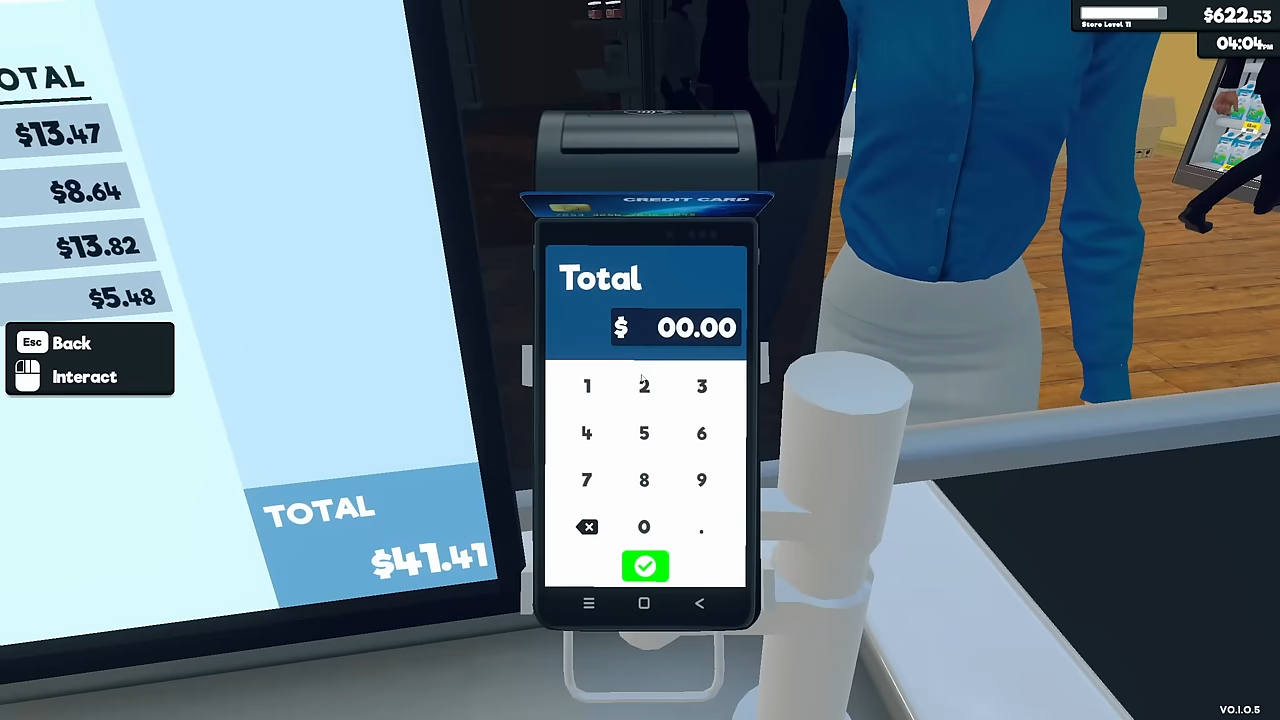 $622.53
Store Level 11
04:04PM
OTAL
$13.47
$8.64
$13.82
$5.48
Esc Back
Interact
TOTAL
$41.41
CREDIT CARD
Total
$ 00.00
1 2 3
4 5 6
7 8 9
0 .
V0.1.0.5